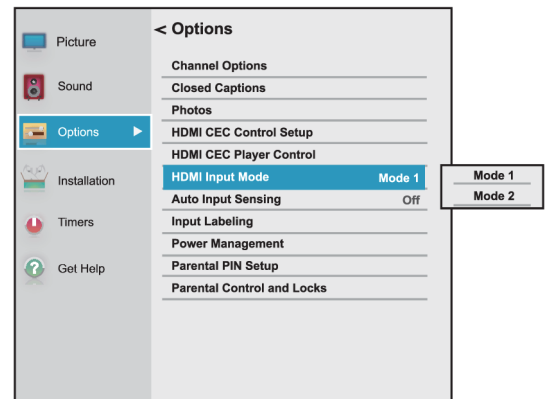 Picture
Sound
Options
Installation
Timers
Get Help
< Options
Channel Options
Closed Captions
Photos
HDMI CEC Control Setup
HDMI CEC Player Control
HDMI Input Mode Mode 1
Auto Input Sensing Off
Input Labeling
Power Management
Parental PIN Setup
Parental Control and Locks
Mode 1
Mode 2